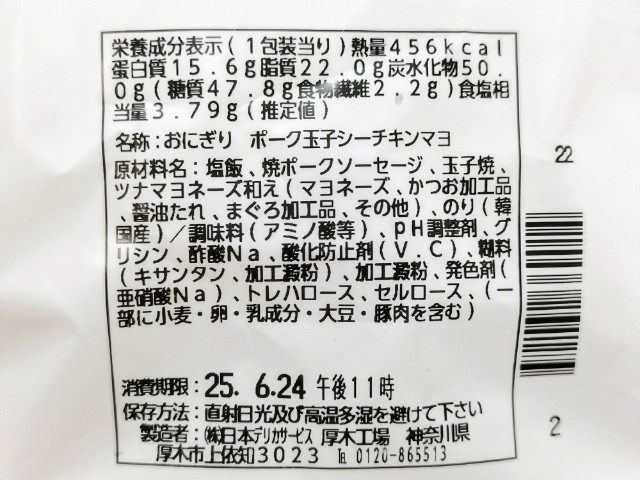 栄養成分表示(1包装当り)熱量456kcal
蛋白質15.6g脂質22.0g炭水化物50.
0g(糖質47.8g食物繊維2.2g)食塩相
当量3.79g(推定値)
名称:おにぎり ポーク玉子シーチキンマヨ
原材料名:塩飯、焼ポークソーセージ、玉子焼、
ツナマヨネーズ和え(マヨネーズ、かつお加工品
、醤油たれ、まぐろ加工品、その他)、のり(韓
国産)/調味料(アミノ酸等)、pH調整剤、グ
リシン、酢酸Na、酸化防止剤(V.C)、糊料
(キサンタン、加工澱粉)、加工澱粉、発色剤(
亜硝酸Na)、トレハロース、セルロース、(一
部に小麦・卵・乳成分・大豆・豚肉を含む)
消費期限:25. 6.24 午後11時
保存方法:直射日光及び高温多湿を避けて下さい
製造者:㈱日本デリカサービス 厚木工場 神奈川県
厚木市上依知3023 ℡ 0120-865513
22
2